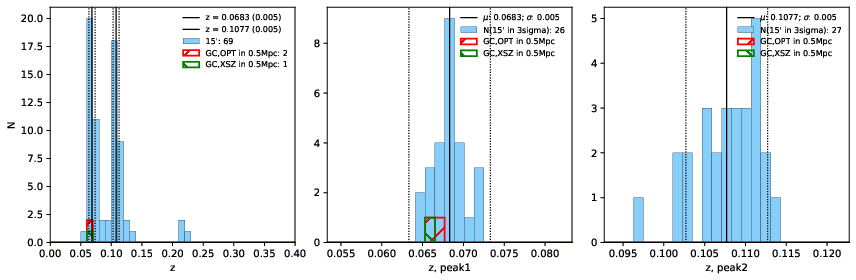 z = 0.0683 (0.005)
z = 0.1077 (0.005)
15': 69
GC,OPT in 0.5Mpc: 2
GC,XSZ in 0.5Mpc: 1
20.0
17.5
15.0
12.5
10.0
7.5
5.0
2.5
0.0
N
0.00 0.05 0.10 0.15 0.20 0.25 0.30 0.35 0.40
z
μ: 0.0683; σ: 0.005
N(15' in 3sigma): 26
GC,OPT in 0.5Mpc
GC,XSZ in 0.5Mpc
8
6
4
2
0
0.055 0.060 0.065 0.070 0.075 0.080
z, peak1
μ: 0.1077; σ: 0.005
N(15' in 3sigma): 27
GC,OPT in 0.5Mpc
GC,XSZ in 0.5Mpc
5
4
3
2
1
0
0.095 0.100 0.105 0.110 0.115 0.120
z, peak2